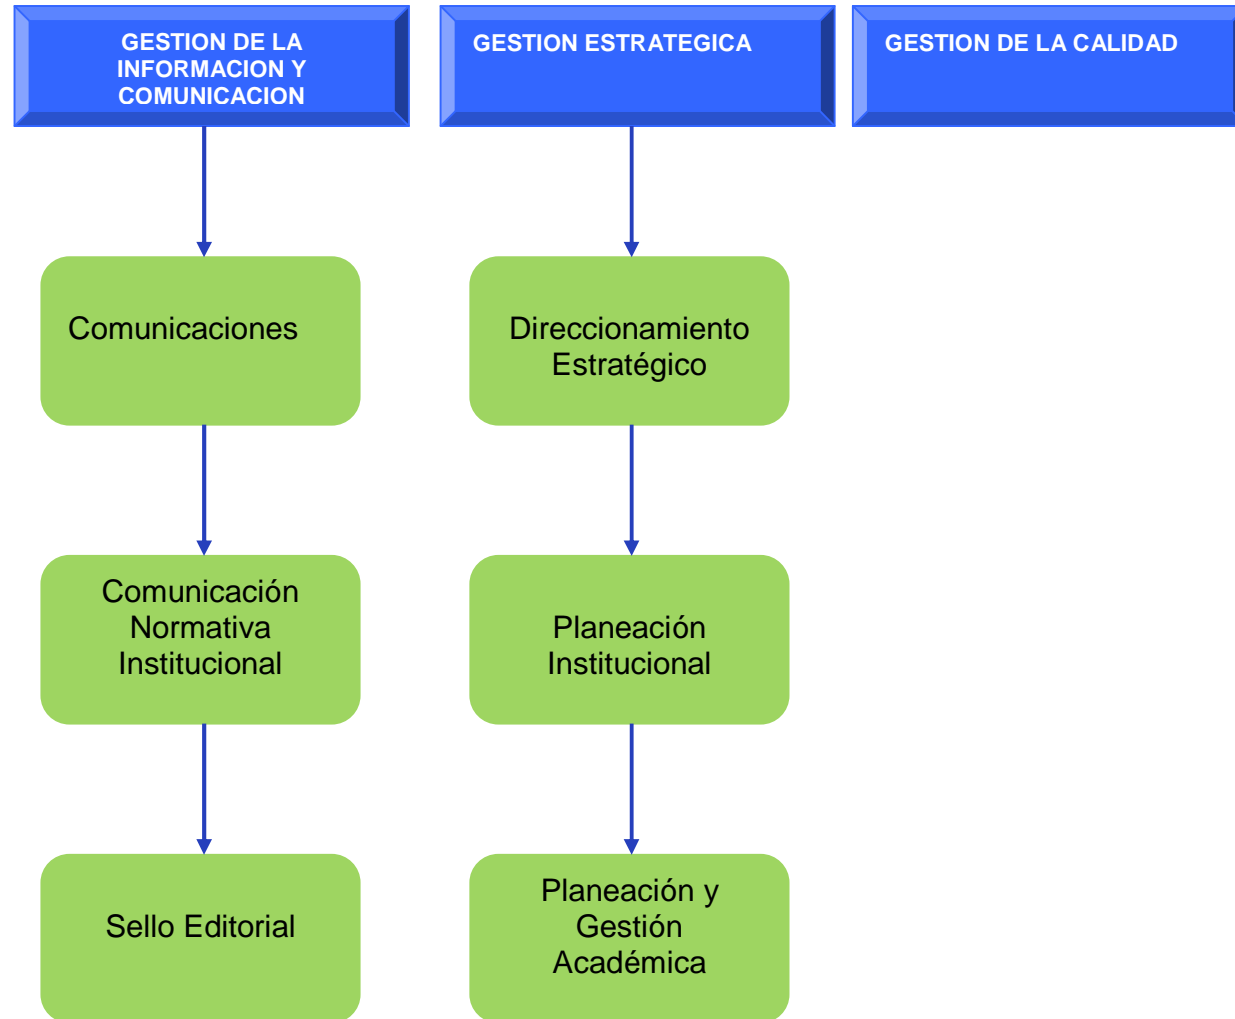 GESTION DE LA
INFORMACION Y
COMUNICACION
GESTION ESTRATEGICA
GESTION DE LA CALIDAD
Comunicaciones
Direccionamiento
Estratégico
Comunicación
Normativa
Institucional
Planeación
Institucional
Sello Editorial
Planeación y
Gestión
Académica